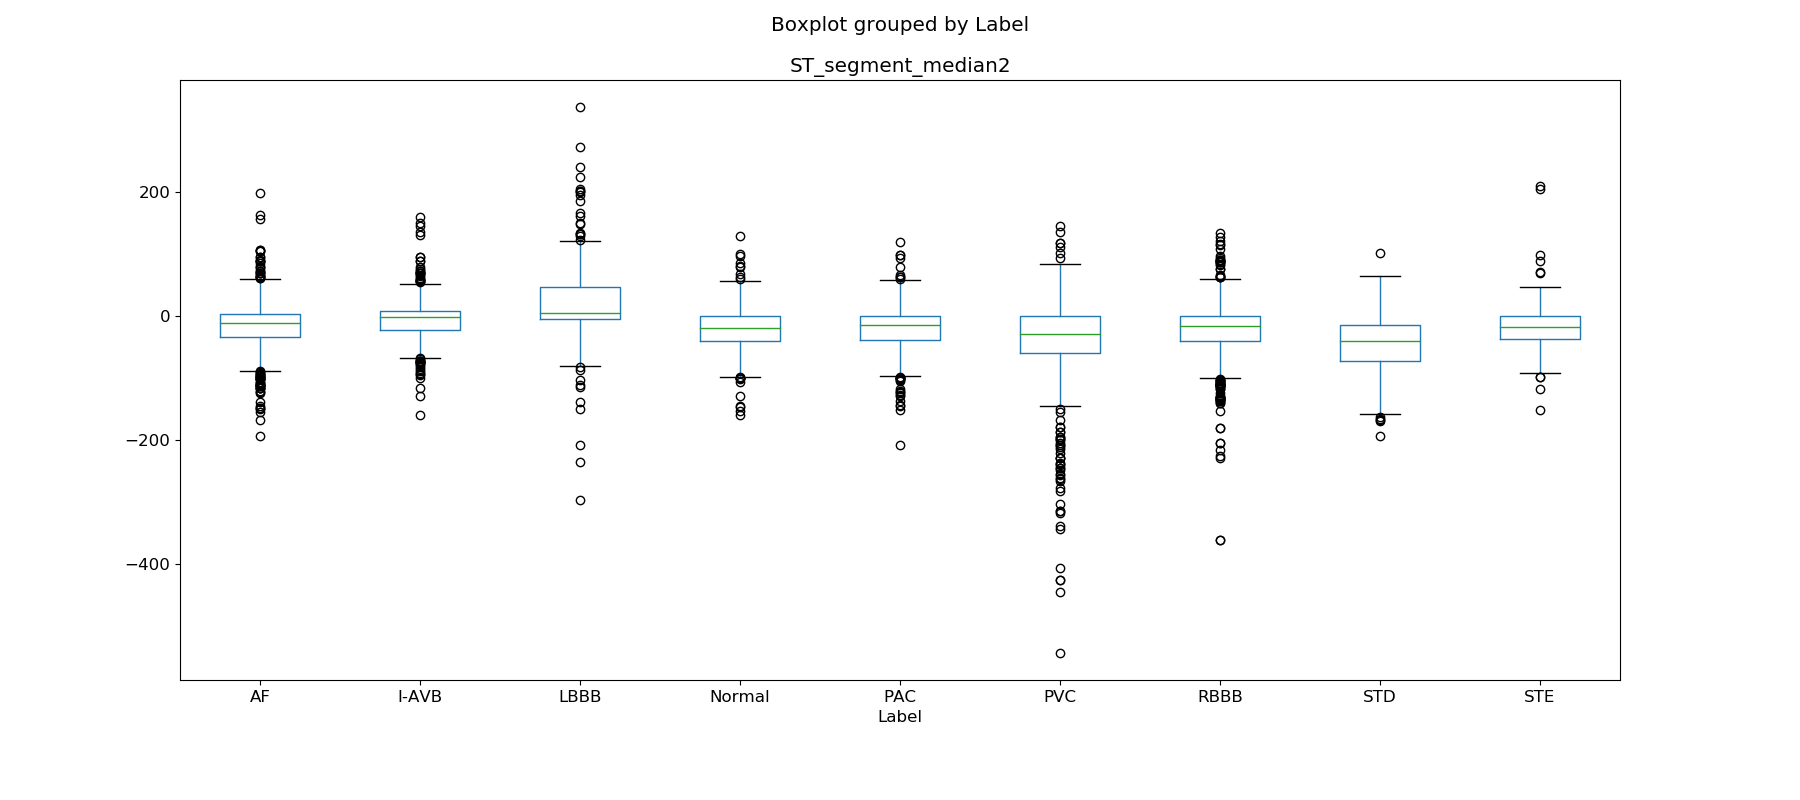 Boxplot grouped by Label
ST_segment_median2
200
0
−200
−400
AF I-AVB LBBB Normal PAC PVC RBBB STD STE
Label